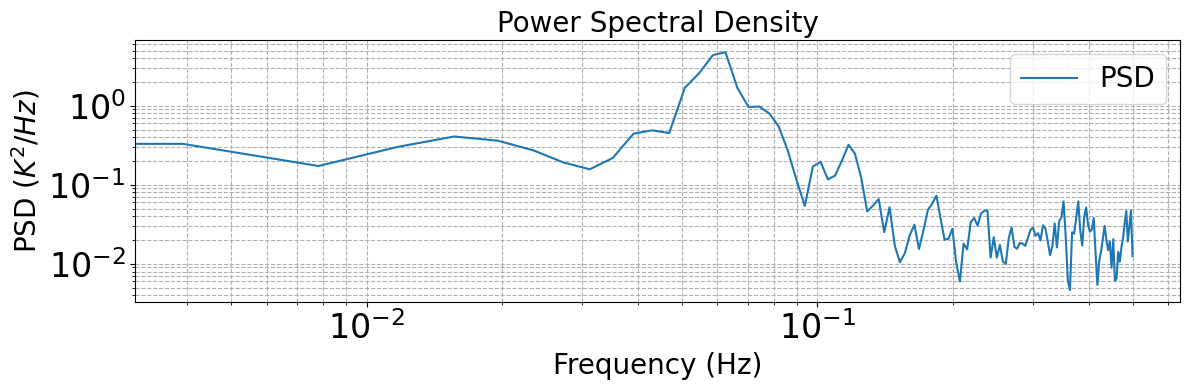 Power Spectral Density
PSD
PSD (K²/Hz)
10⁰
10⁻¹
10⁻²
10⁻²
10⁻¹
Frequency (Hz)